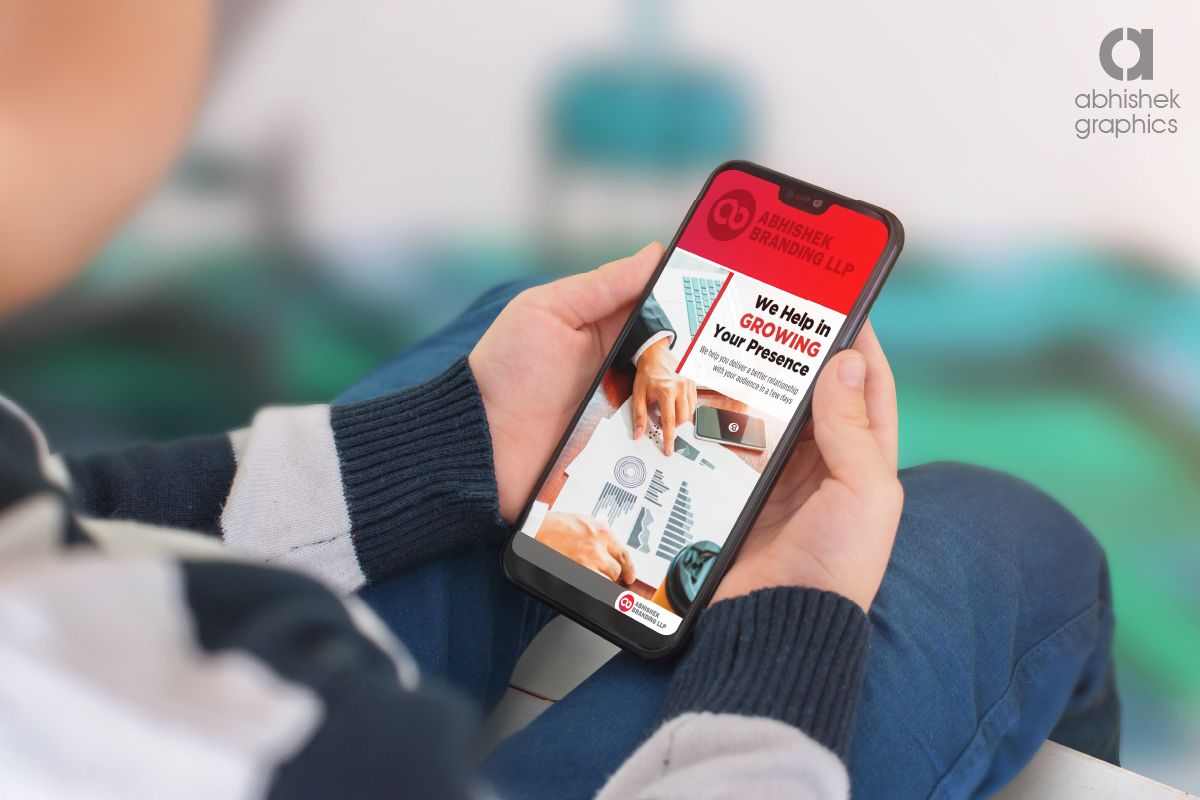 abhishek
graphics
ABHISHEK
BRANDING LLP
We Help in
GROWING
Your Presence
We help you deliver a better relationship
with your audience in a few days
ABHISHEK
BRANDING LLP